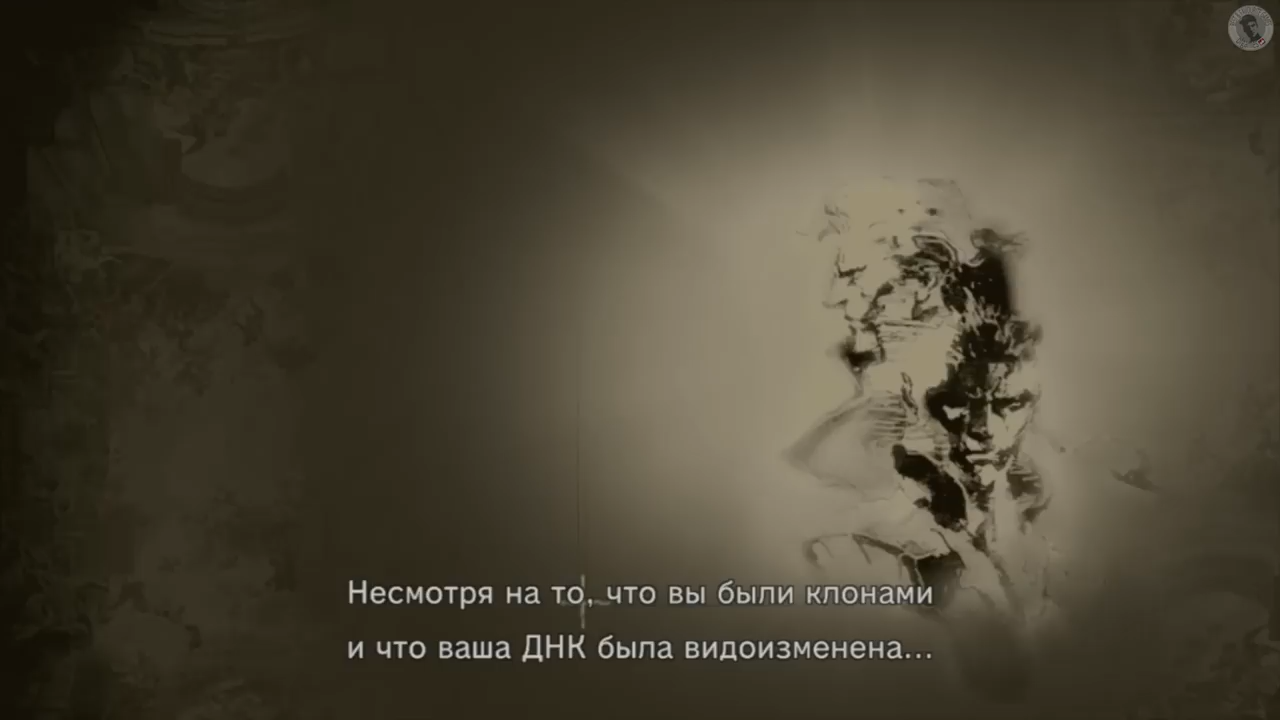 Несмотря на то, что вы были клонами
и что ваша ДНК была видоизменена...